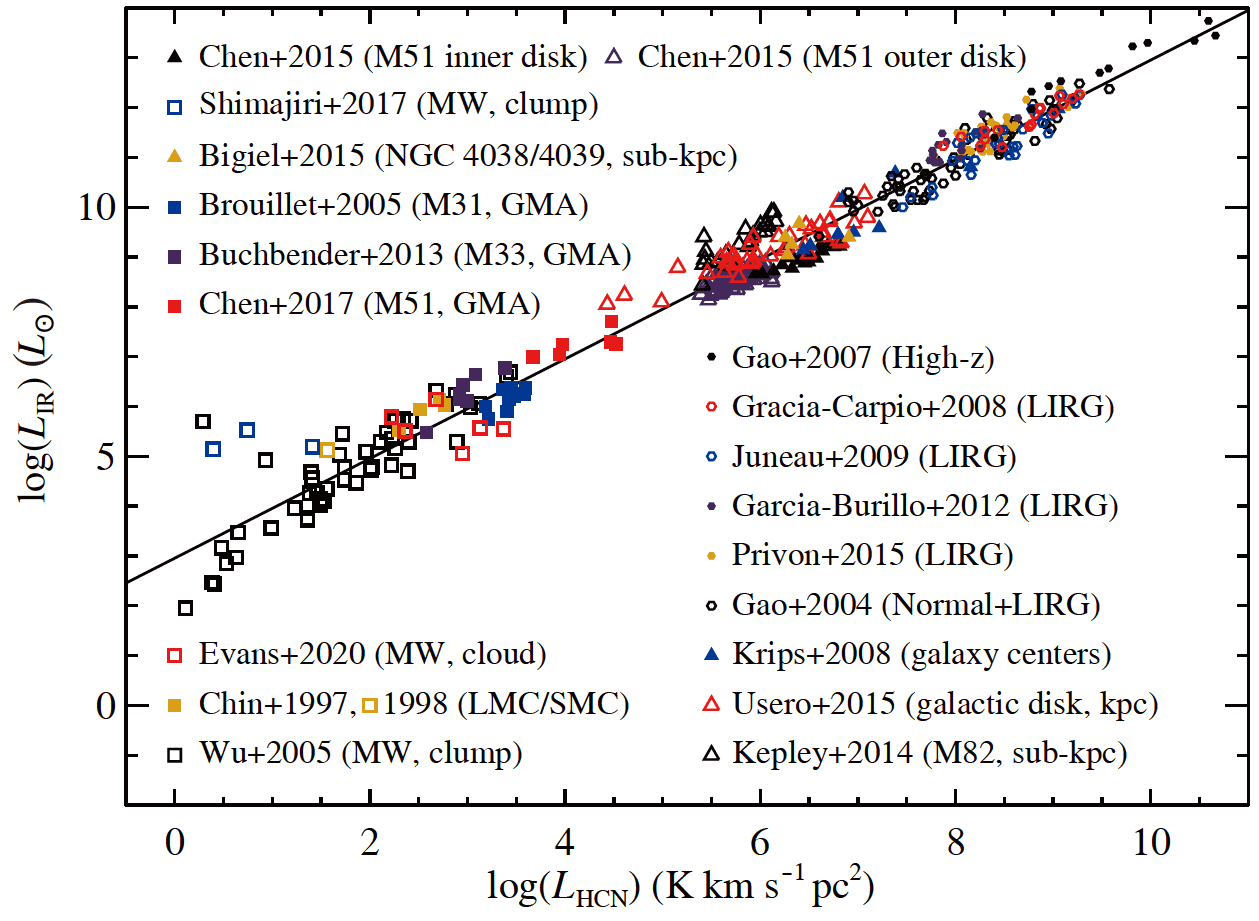 Chen+2015 (M51 inner disk)
Chen+2015 (M51 outer disk)
Shimajiri+2017 (MW, clump)
Bigiel+2015 (NGC 4038/4039, sub-kpc)
Brouillet+2005 (M31, GMA)
Buchbender+2013 (M33, GMA)
Chen+2017 (M51, GMA)
Gao+2007 (High-z)
Gracia-Carpio+2008 (LIRG)
Juneau+2009 (LIRG)
Garcia-Burillo+2012 (LIRG)
Privon+2015 (LIRG)
Gao+2004 (Normal+LIRG)
Krips+2008 (galaxy centers)
Usero+2015 (galactic disk, kpc)
Kepley+2014 (M82, sub-kpc)
Evans+2020 (MW, cloud)
Chin+1997, 1998 (LMC/SMC)
Wu+2005 (MW, clump)
10
5
0
log(L_IR) (L_⊙)
0 2 4 6 8 10
log(L_HCN) (K km s⁻¹ pc²)